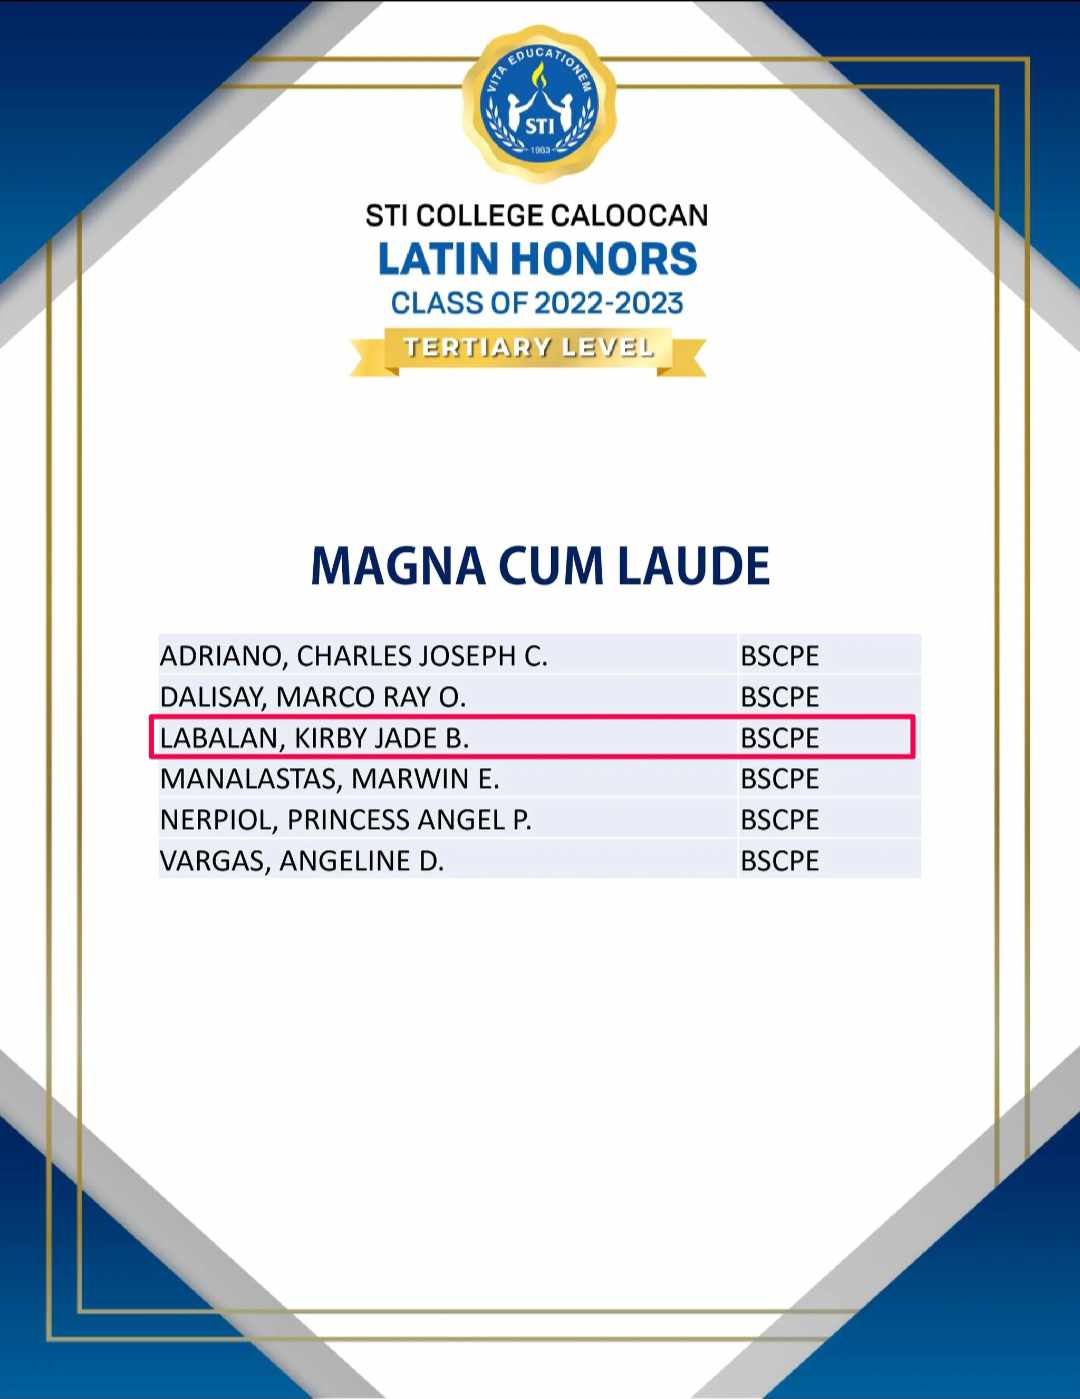 VITA EDUCATIONEM
STI
1983
STI COLLEGE CALOOCAN
LATIN HONORS
CLASS OF 2022-2023
TERTIARY LEVEL
MAGNA CUM LAUDE
ADRIANO, CHARLES JOSEPH C. BSCPE
DALISAY, MARCO RAY O. BSCPE
LABALAN, KIRBY JADE B. BSCPE
MANALASTAS, MARWIN E. BSCPE
NERPIOL, PRINCESS ANGEL P. BSCPE
VARGAS, ANGELINE D. BSCPE